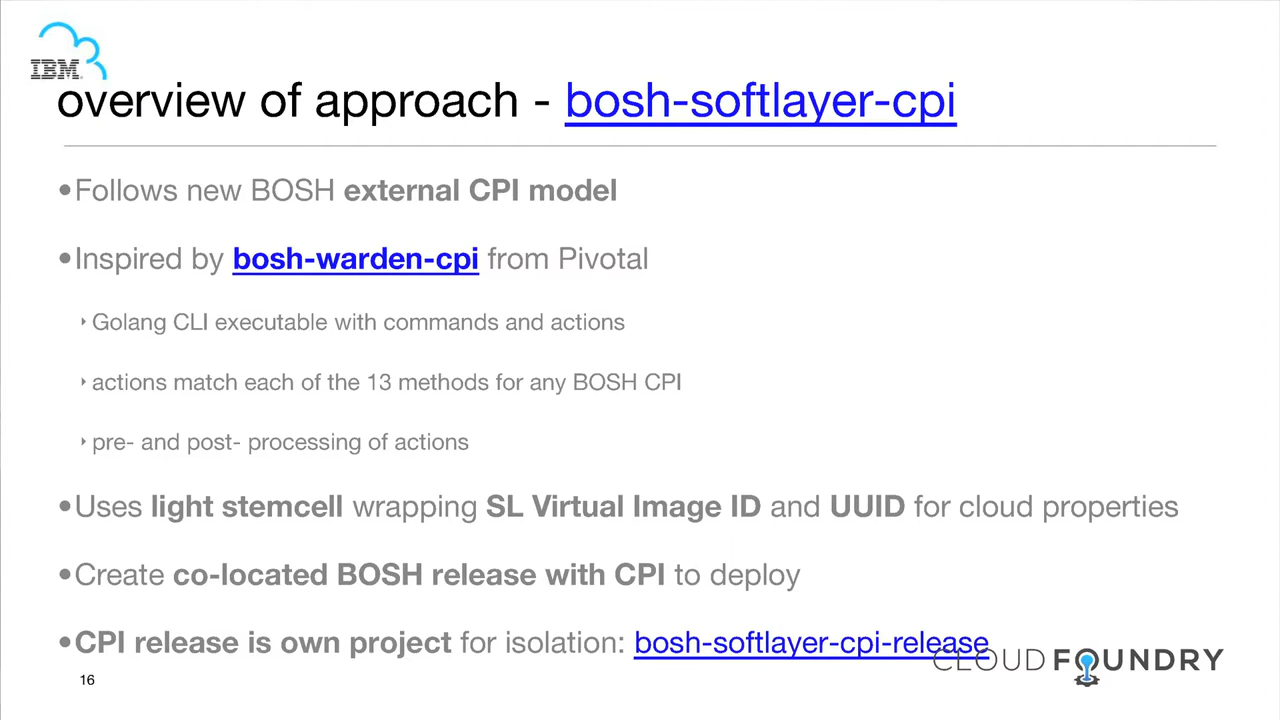 IBM
overview of approach - bosh-softlayer-cpi
•Follows new BOSH external CPI model
•Inspired by bosh-warden-cpi from Pivotal
‣Golang CLI executable with commands and actions
‣actions match each of the 13 methods for any BOSH CPI
‣pre- and post- processing of actions
•Uses light stemcell wrapping SL Virtual Image ID and UUID for cloud properties
•Create co-located BOSH release with CPI to deploy
•CPI release is own project for isolation: bosh-softlayer-cpi-release
CLOUD FOUNDRY
16